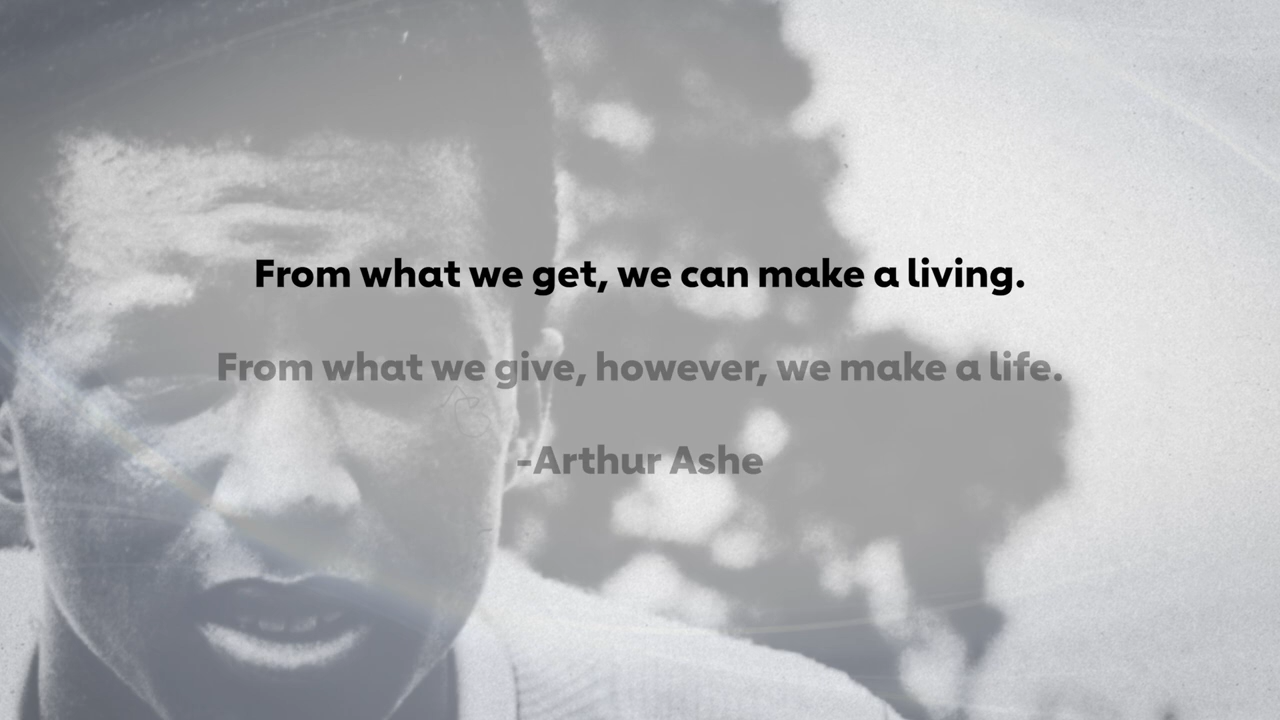 From what we get, we can make a living.
From what we give, however, we make a life.
-Arthur Ashe